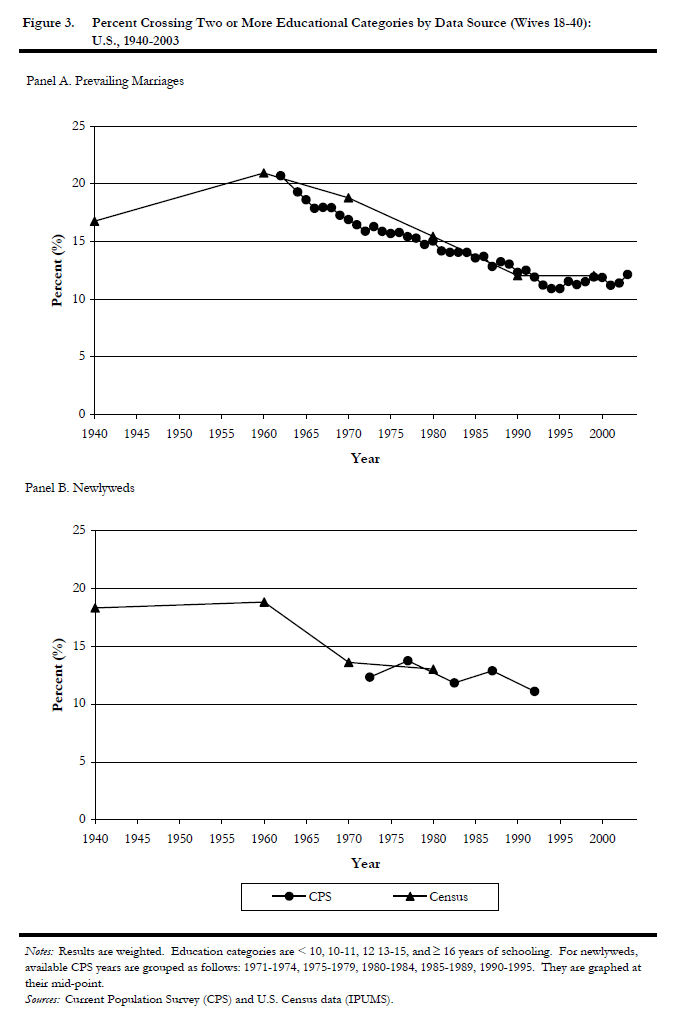 Figure 3. Percent Crossing Two or More Educational Categories by Data Source (Wives 18-40):
U.S., 1940-2003
Panel A. Prevailing Marriages
25
20
15
10
5
0
Percent (%)
1940 1945 1950 1955 1960 1965 1970 1975 1980 1985 1990 1995 2000
Year
Panel B. Newlyweds
25
20
15
10
5
0
Percent (%)
1940 1945 1950 1955 1960 1965 1970 1975 1980 1985 1990 1995 2000
Year
CPS Census
Notes: Results are weighted. Education categories are < 10, 10-11, 12 13-15, and ≥ 16 years of schooling. For newlyweds,
available CPS years are grouped as follows: 1971-1974, 1975-1979, 1980-1984, 1985-1989, 1990-1995. They are graphed at
their mid-point.
Sources: Current Population Survey (CPS) and U.S. Census data (IPUMS).